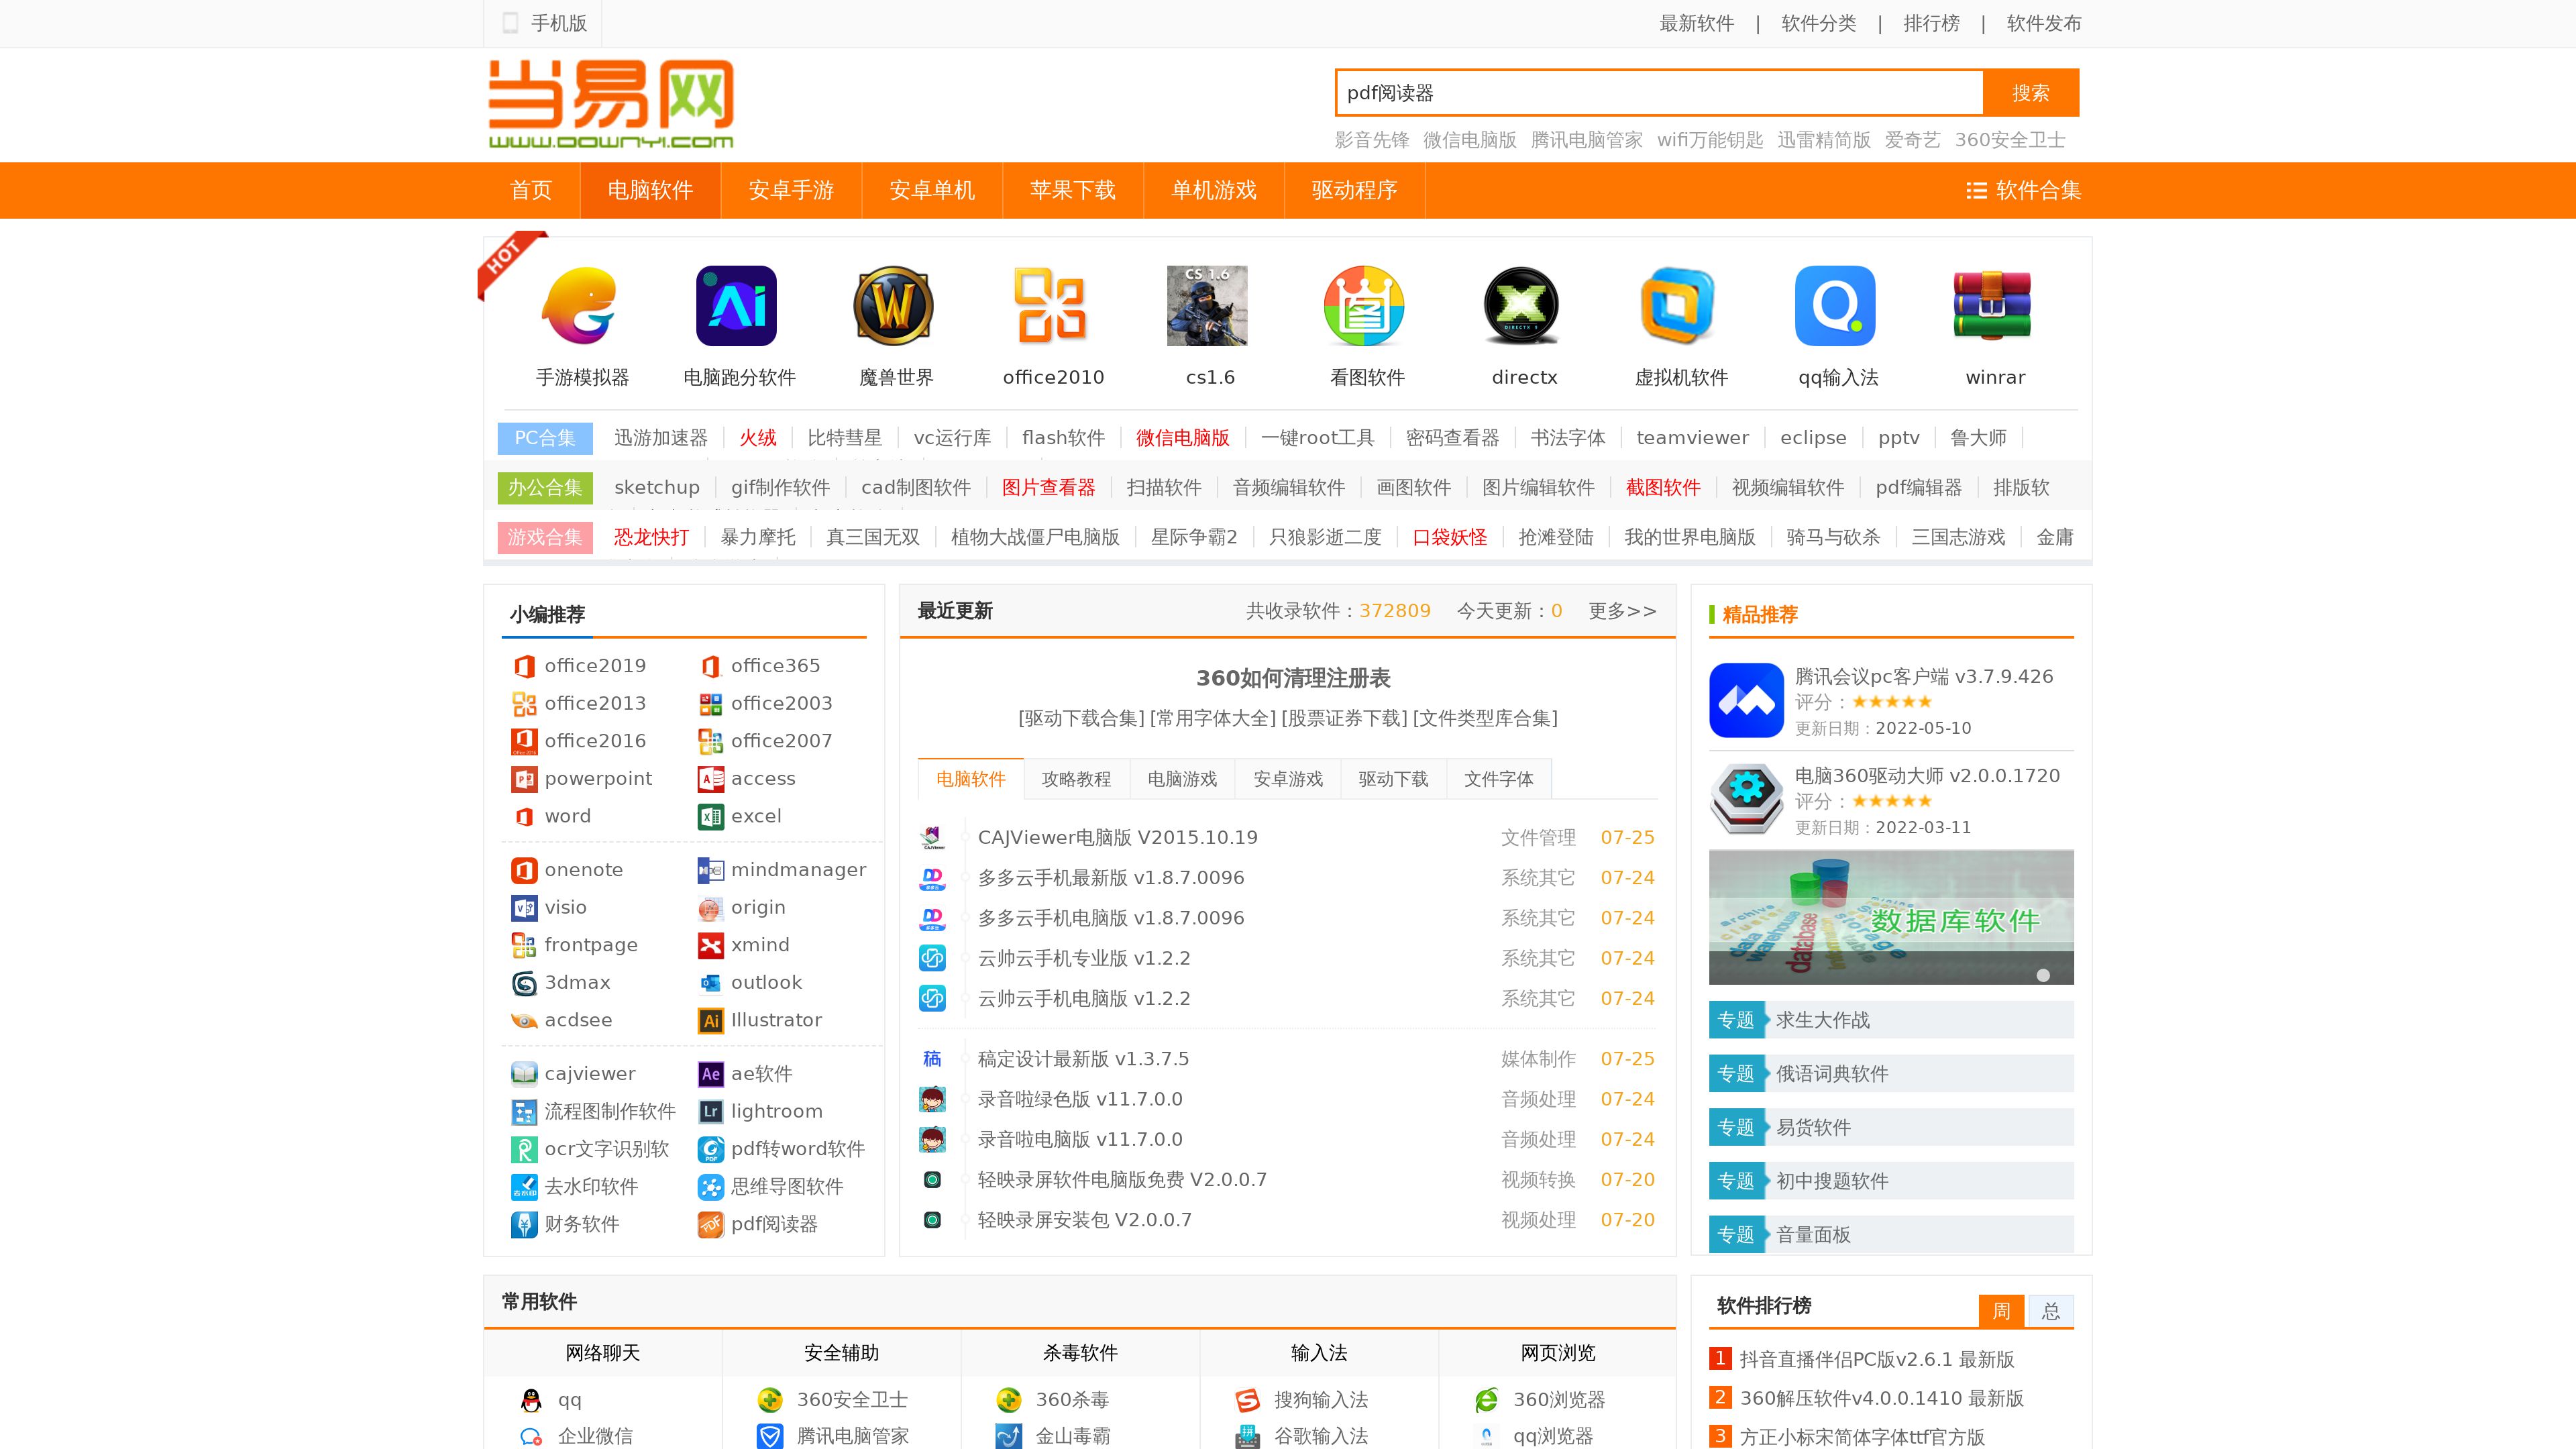 手机版
最新软件 | 软件分类 | 排行榜 | 软件发布
当易网
www.DOWNYI.com
pdf阅读器 搜索
影音先锋 微信电脑版 腾讯电脑管家 wifi万能钥匙 迅雷精简版 爱奇艺 360安全卫士
首页 电脑软件 安卓手游 安卓单机 苹果下载 单机游戏 驱动程序 软件合集
HOT
手游模拟器 电脑跑分软件 魔兽世界 office2010 cs1.6 看图软件 directx 虚拟机软件 qq输入法 winrar
PC合集 迅游加速器 火绒 比特彗星 vc运行库 flash软件 微信电脑版 一键root工具 密码查看器 书法字体 teamviewer eclipse pptv 鲁大师
办公合集 sketchup gif制作软件 cad制图软件 图片查看器 扫描软件 音频编辑软件 画图软件 图片编辑软件 截图软件 视频编辑软件 pdf编辑器 排版软
游戏合集 恐龙快打 暴力摩托 真三国无双 植物大战僵尸电脑版 星际争霸2 只狼影逝二度 口袋妖怪 抢滩登陆 我的世界电脑版 骑马与砍杀 三国志游戏 金庸
小编推荐
office2019 office365
office2013 office2003
office2016 office2007
powerpoint access
word excel
onenote mindmanager
visio origin
frontpage xmind
3dmax outlook
acdsee Illustrator
cajviewer ae软件
流程图制作软件 lightroom
ocr文字识别软 pdf转word软件
去水印软件 思维导图软件
财务软件 pdf阅读器
最近更新 共收录软件：372809 今天更新：0 更多>>
360如何清理注册表
[驱动下载合集] [常用字体大全] [股票证券下载] [文件类型库合集]
电脑软件 攻略教程 电脑游戏 安卓游戏 驱动下载 文件字体
CAJViewer电脑版 V2015.10.19 文件管理 07-25
多多云手机最新版 v1.8.7.0096 系统其它 07-24
多多云手机电脑版 v1.8.7.0096 系统其它 07-24
云帅云手机专业版 v1.2.2 系统其它 07-24
云帅云手机电脑版 v1.2.2 系统其它 07-24
稿定设计最新版 v1.3.7.5 媒体制作 07-25
录音啦绿色版 v11.7.0.0 音频处理 07-24
录音啦电脑版 v11.7.0.0 音频处理 07-24
轻映录屏软件电脑版免费 V2.0.0.7 视频转换 07-20
轻映录屏安装包 V2.0.0.7 视频处理 07-20
精品推荐
腾讯会议pc客户端 v3.7.9.426
评分：
更新日期：2022-05-10
电脑360驱动大师 v2.0.0.1720
评分：
更新日期：2022-03-11
数据库软件
专题 求生大作战
专题 俄语词典软件
专题 易货软件
专题 初中搜题软件
专题 音量面板
常用软件
网络聊天 安全辅助 杀毒软件 输入法 网页浏览
qq 360安全卫士 360杀毒 搜狗输入法 360浏览器
企业微信 腾讯电脑管家 金山毒霸 谷歌输入法 qq浏览器
软件排行榜 周 总
1 抖音直播伴侣PC版v2.6.1 最新版
2 360解压软件v4.0.0.1410 最新版
3 方正小标宋简体字体ttf官方版